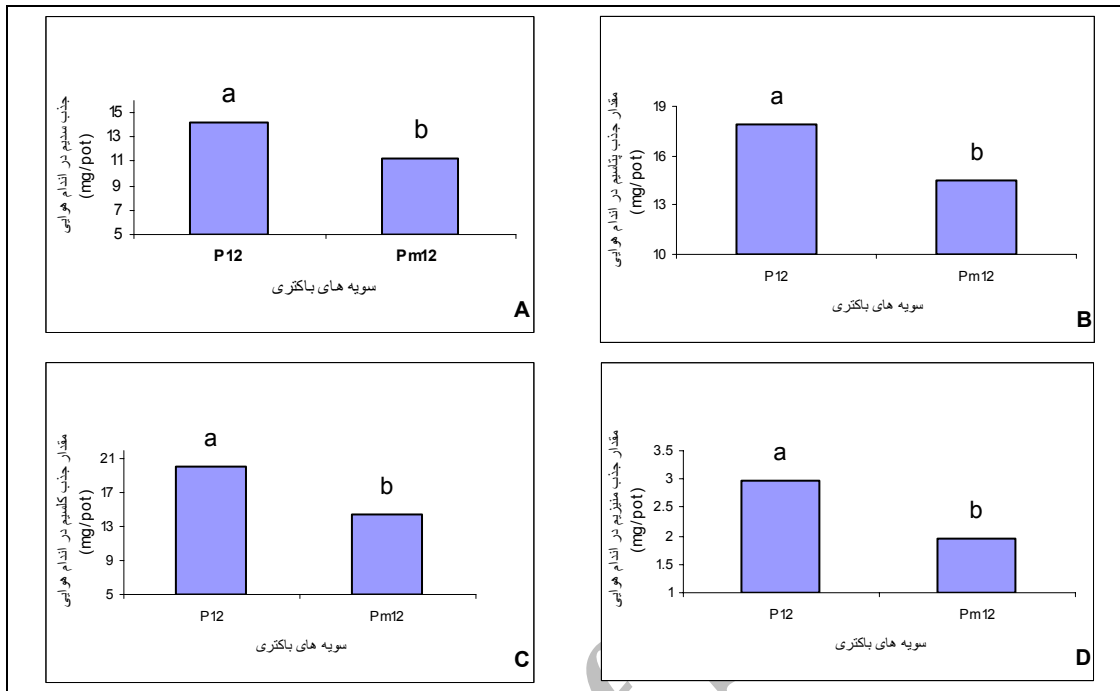 جذب سدیم در اندام هوایی
(mg/pot)
a
b
15
13
11
9
7
5
P12
Pm12
سویه های باکتری
A
مقدار جذب پتاسیم در اندام هوایی
(mg/pot)
a
b
19
16
13
10
P12
Pm12
سویه های باکتری
B
مقدار جذب کلسیم در اندام هوایی
(mg/pot)
a
b
21
17
13
9
5
P12
Pm12
سویه های باکتری
C
مقدار جذب منیزیم در اندام هوایی
(mg/pot)
a
b
3.5
3
2.5
2
1.5
1
P12
Pm12
سویه های باکتری
D